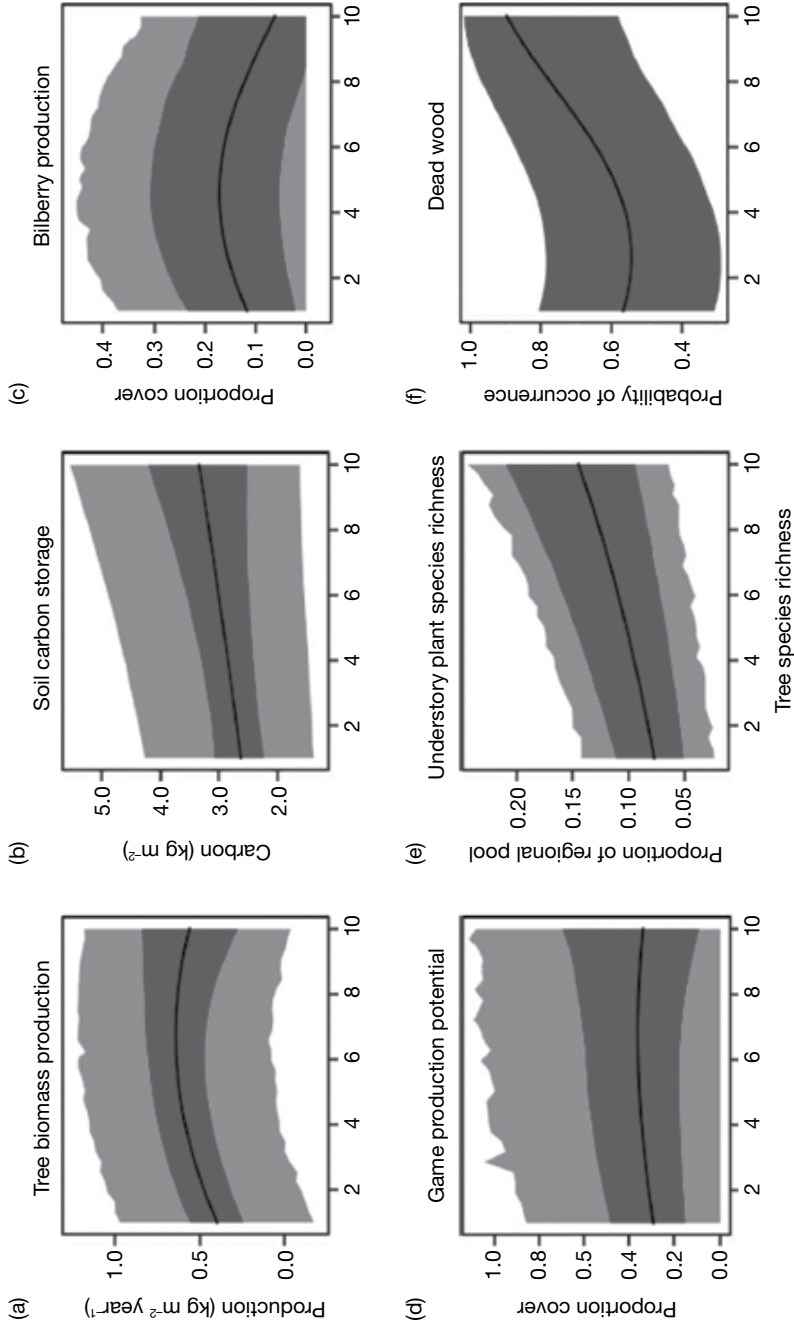 (a)
Tree biomass production
Production (kg m⁻² year⁻¹)
1.0
0.5
0.0
2 4 6 8 10
(b)
Soil carbon storage
Carbon (kg m⁻²)
5.0
4.0
3.0
2.0
2 4 6 8 10
(c)
Bilberry production
Proportion cover
0.4
0.3
0.2
0.1
0.0
2 4 6 8 10
(d)
Game production potential
Proportion cover
1.0
0.8
0.6
0.4
0.2
0.0
2 4 6 8 10
(e)
Understory plant species richness
Proportion of regional pool
0.20
0.15
0.10
0.05
2 4 6 8 10
(f)
Dead wood
Probability of occurrence
1.0
0.8
0.6
0.4
2 4 6 8 10
Tree species richness